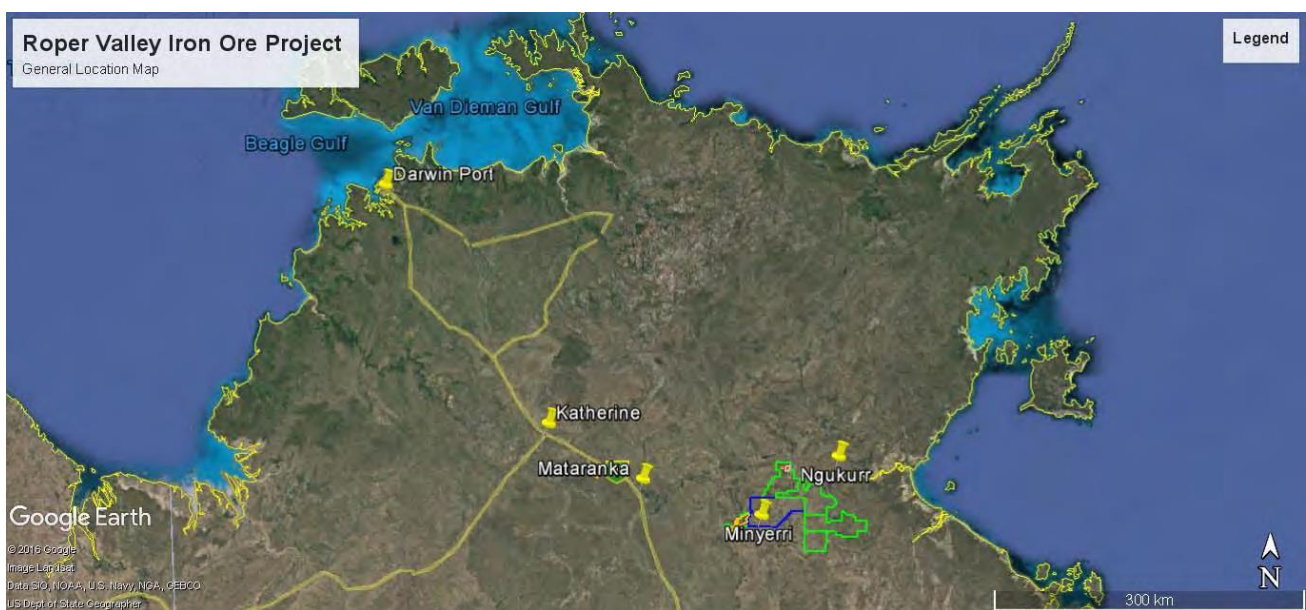 Roper Valley Iron Ore Project
General Location Map
Legend
Van Dieman Gulf
Beagle Gulf
Darwin Port
Katherine
Mataranka
Ngukurr
Minyerri
Google Earth
© 2016 Google
Image Landsat
Data SIO, NOAA, U.S. Navy, NGA, GEBCO
US Dept of State Geographer
N
300 km